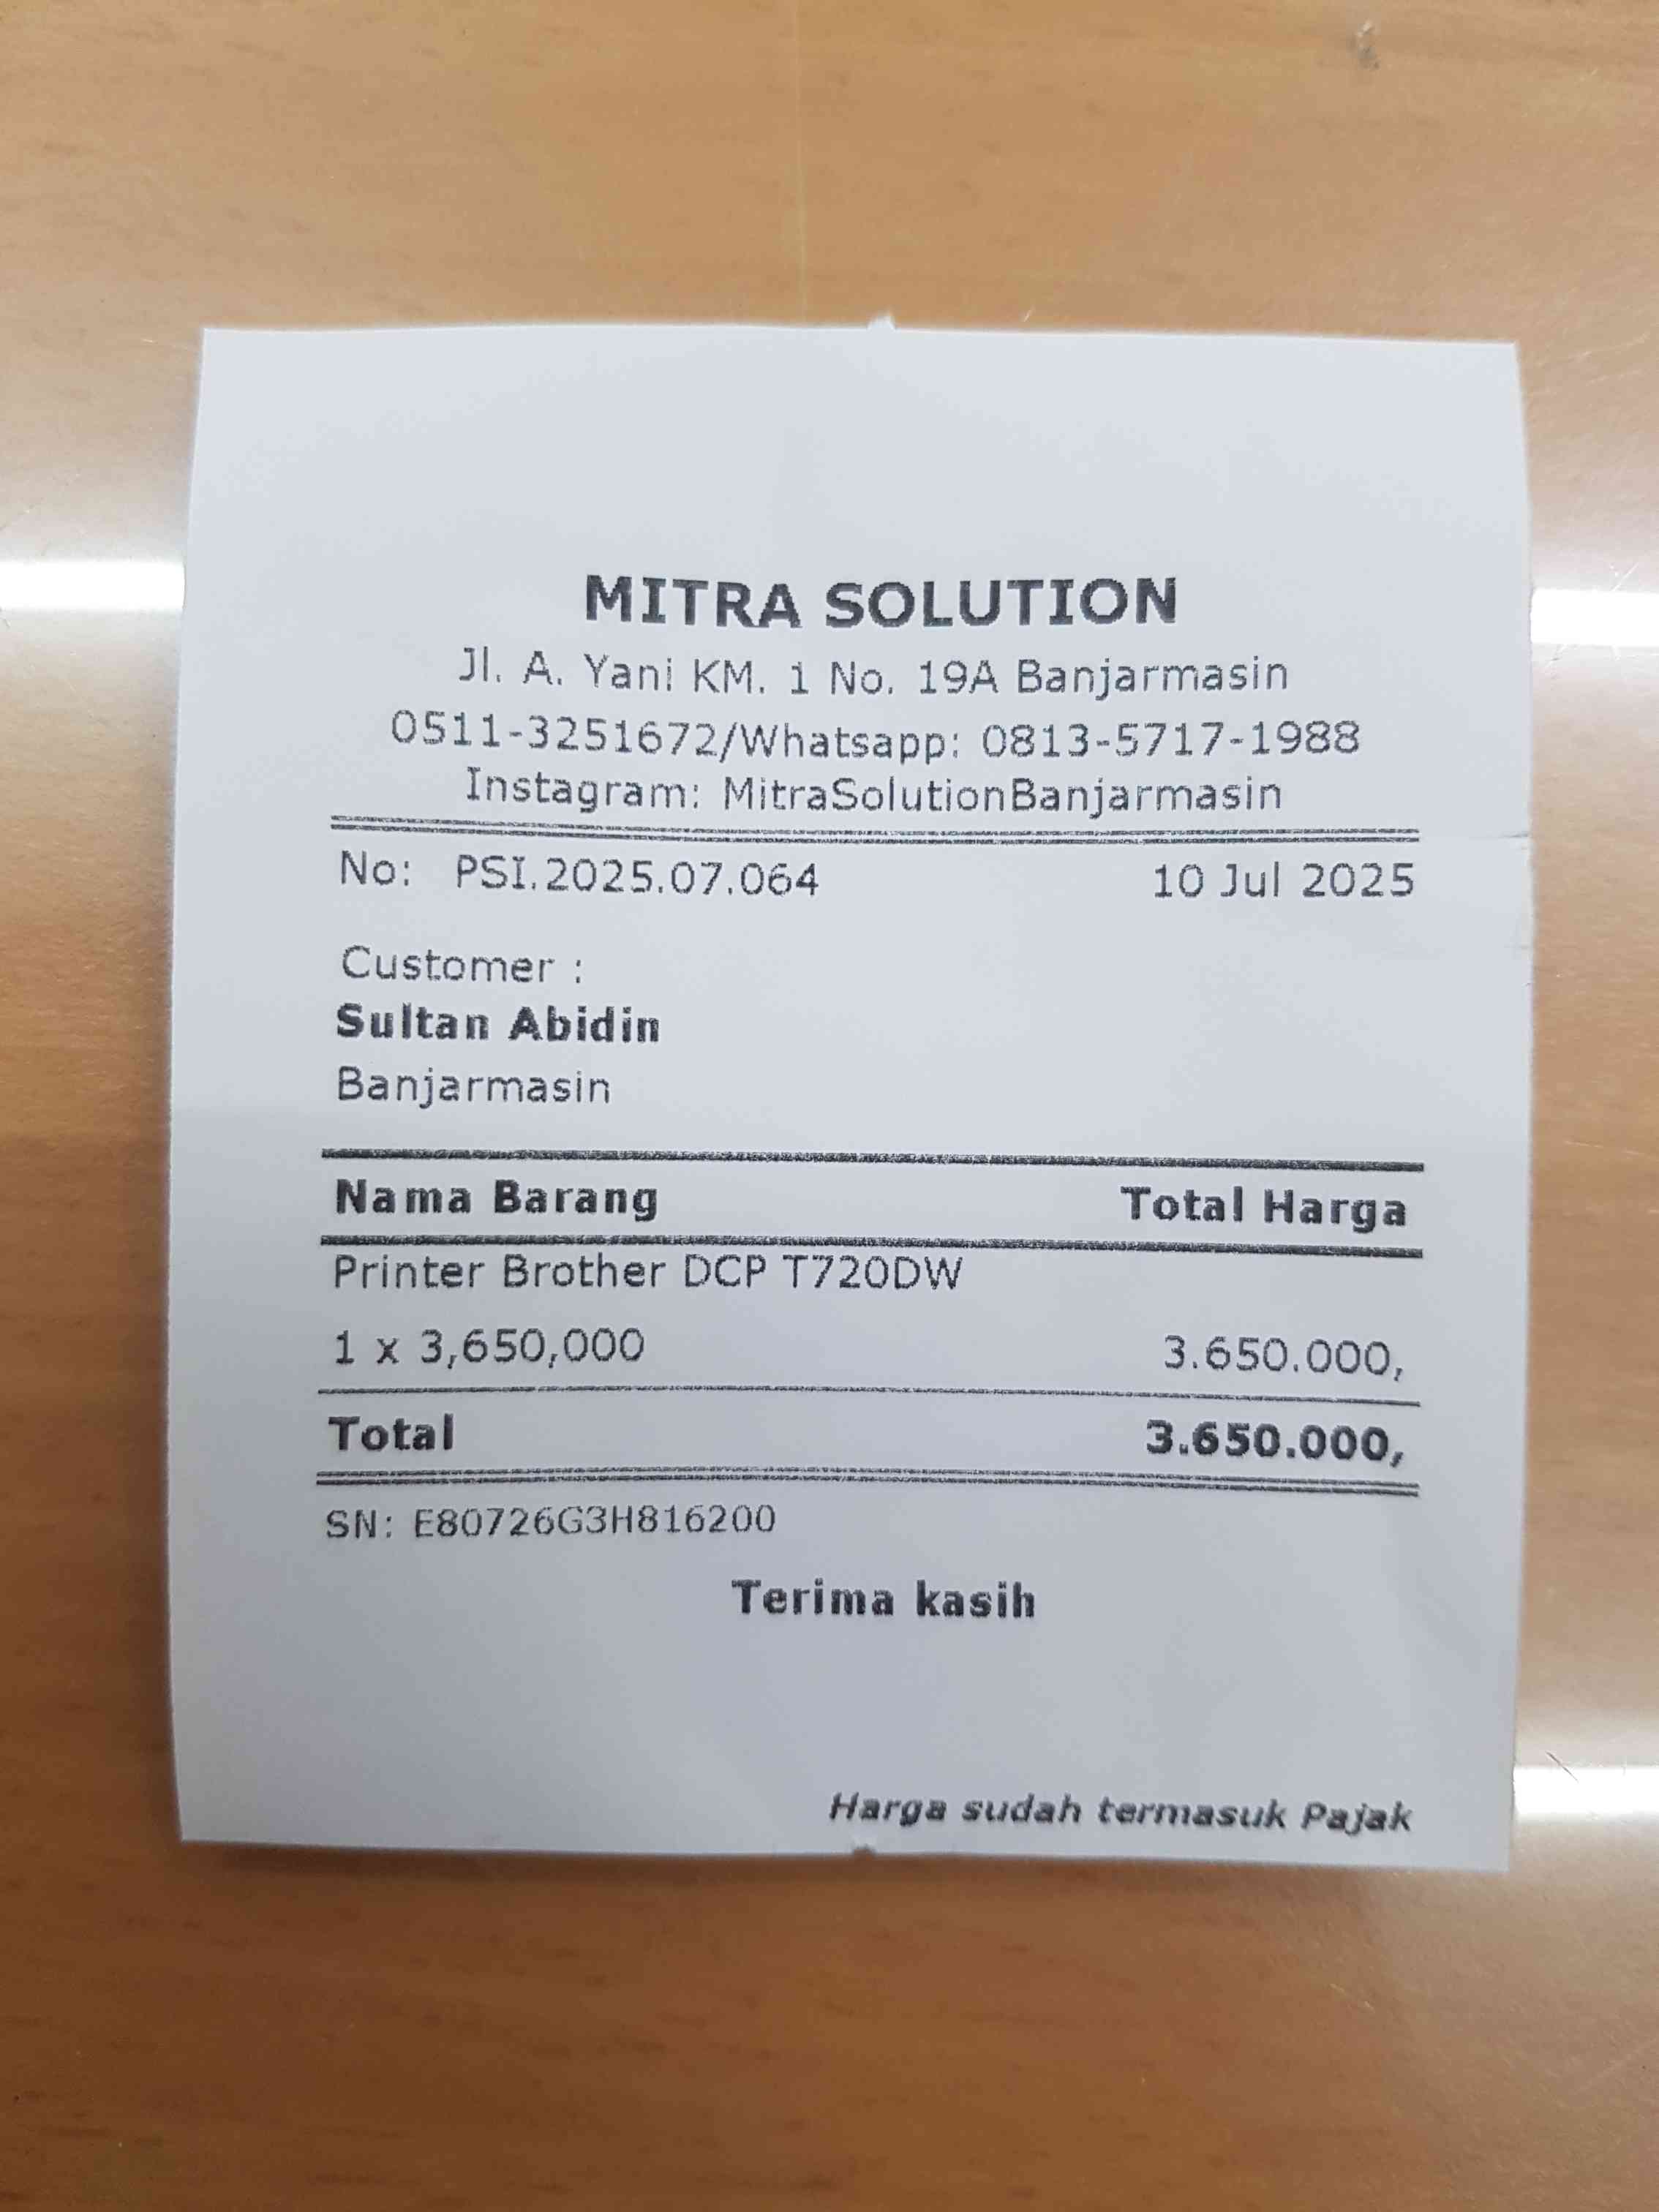 MITRA SOLUTION
Jl. A. Yani KM. 1 No. 19A Banjarmasin
0511-3251672/Whatsapp: 0813-5717-1988
Instagram: MitraSolutionBanjarmasin
No: PSI.2025.07.064 10 Jul 2025
Customer :
Sultan Abidin
Banjarmasin
Nama Barang Total Harga
Printer Brother DCP T720DW
1 x 3,650,000 3.650.000,
Total 3.650.000,
SN: E80726G3H816200
Terima kasih
Harga sudah termasuk Pajak